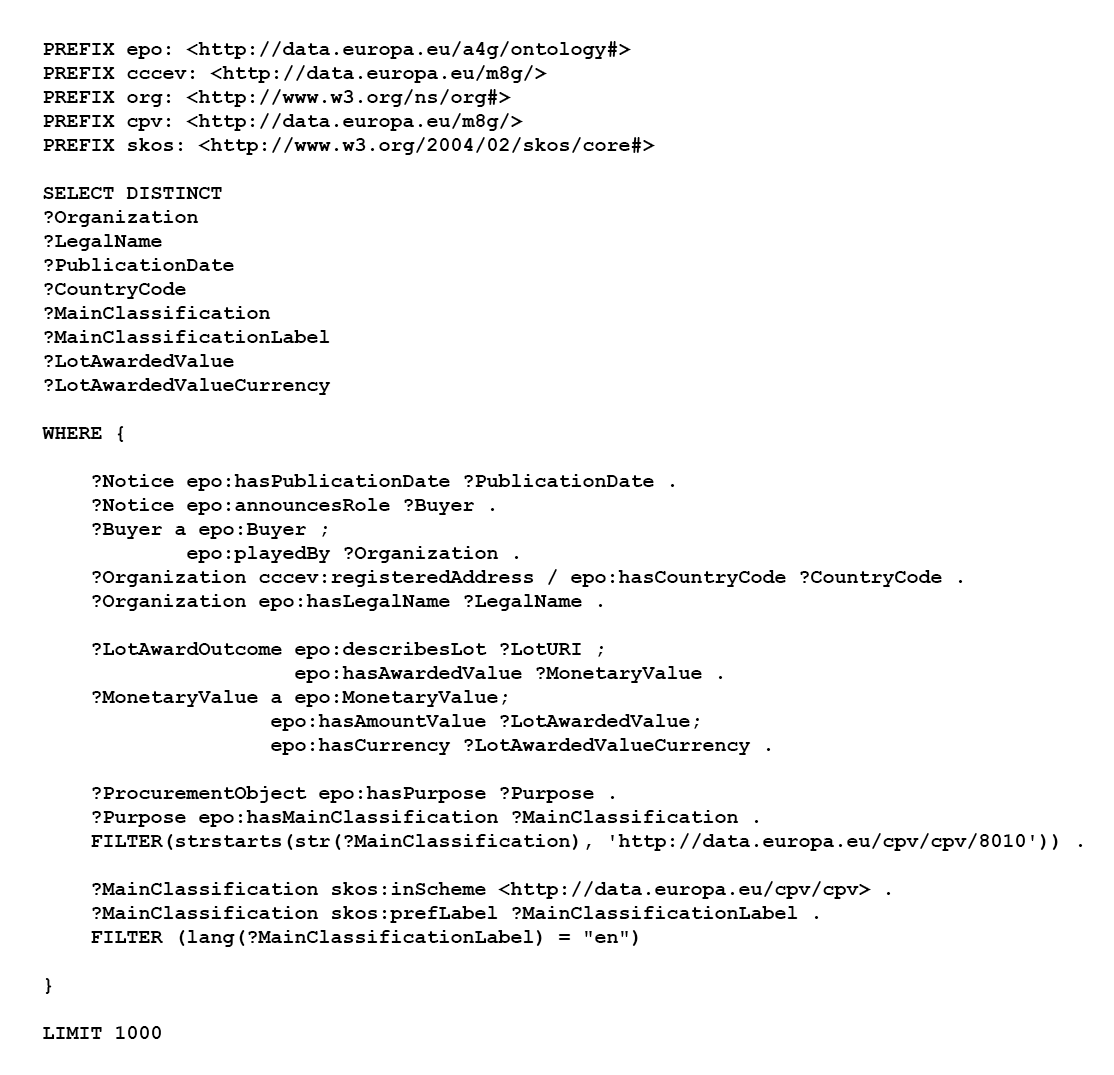 PREFIX epo: <http://data.europa.eu/a4g/ontology#>
PREFIX cccev: <http://data.europa.eu/m8g/>
PREFIX org: <http://www.w3.org/ns/org#>
PREFIX cpv: <http://data.europa.eu/m8g/>
PREFIX skos: <http://www.w3.org/2004/02/skos/core#>

SELECT DISTINCT
?Organization
?LegalName
?PublicationDate
?CountryCode
?MainClassification
?MainClassificationLabel
?LotAwardedValue
?LotAwardedValueCurrency

WHERE {

    ?Notice epo:hasPublicationDate ?PublicationDate .
    ?Notice epo:announcesRole ?Buyer .
    ?Buyer a epo:Buyer ;
            epo:playedBy ?Organization .
    ?Organization cccev:registeredAddress / epo:hasCountryCode ?CountryCode .
    ?Organization epo:hasLegalName ?LegalName .

    ?LotAwardOutcome epo:describesLot ?LotURI ;
                     epo:hasAwardedValue ?MonetaryValue .
    ?MonetaryValue a epo:MonetaryValue;
                   epo:hasAmountValue ?LotAwardedValue;
                   epo:hasCurrency ?LotAwardedValueCurrency .

    ?ProcurementObject epo:hasPurpose ?Purpose .
    ?Purpose epo:hasMainClassification ?MainClassification .
    FILTER(strstarts(str(?MainClassification), 'http://data.europa.eu/cpv/cpv/8010')) .

    ?MainClassification skos:inScheme <http://data.europa.eu/cpv/cpv> .
    ?MainClassification skos:prefLabel ?MainClassificationLabel .
    FILTER (lang(?MainClassificationLabel) = "en")

}

LIMIT 1000